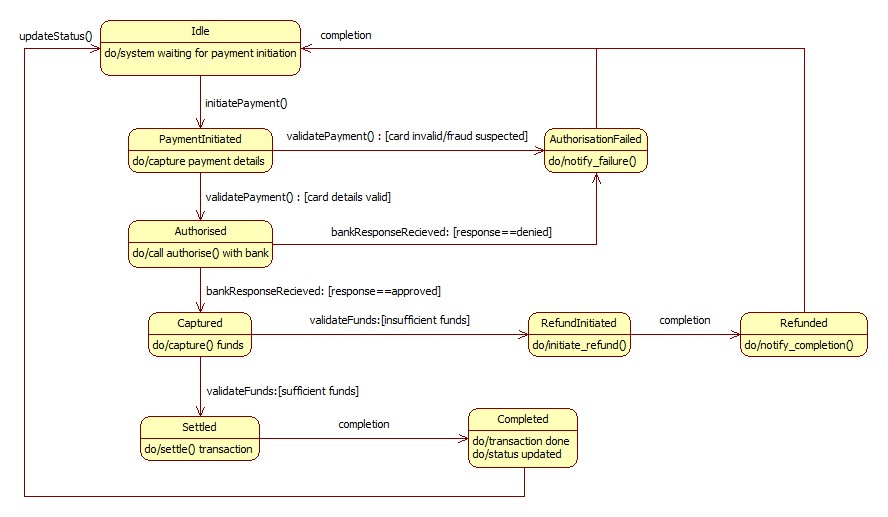 Idle
updateStatus()
completion
do/system waiting for payment initiation
initiatePayment()
PaymentInitiated
validatePayment() : [card invalid/fraud suspected]
AuthorisationFailed
do/capture payment details
do/notify_failure()
validatePayment() : [card details valid]
Authorised
bankResponseRecieved: [response==denied]
do/call authorise() with bank
bankResponseRecieved: [response==approved]
Captured
validateFunds:[insufficient funds]
RefundInitiated
completion
Refunded
do/capture() funds
do/initiate_refund()
do/notify_completion()
validateFunds:[sufficient funds]
Settled
completion
Completed
do/settle() transaction
do/transaction done
do/status updated